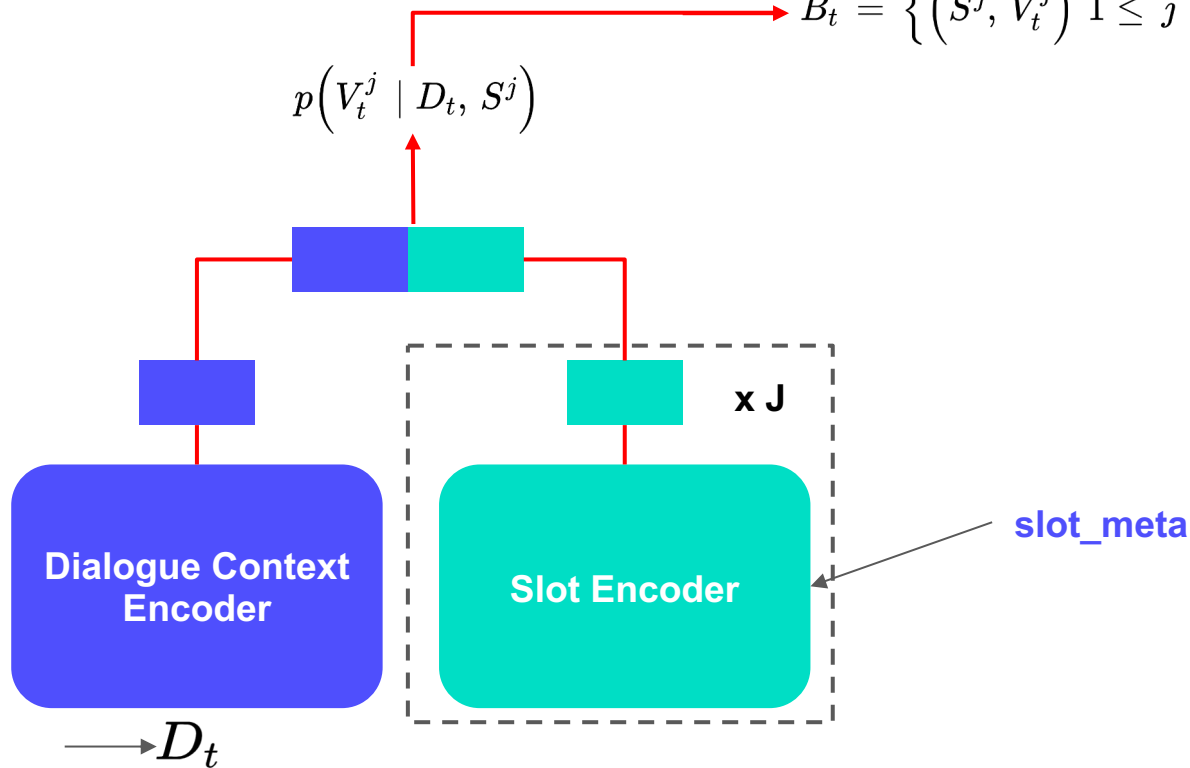 B_t = {(S^j, V_t^j) 1 ≤ j
p(V_t^j | D_t, S^j)
x J
slot_meta
Dialogue Context
Encoder
Slot Encoder
D_t